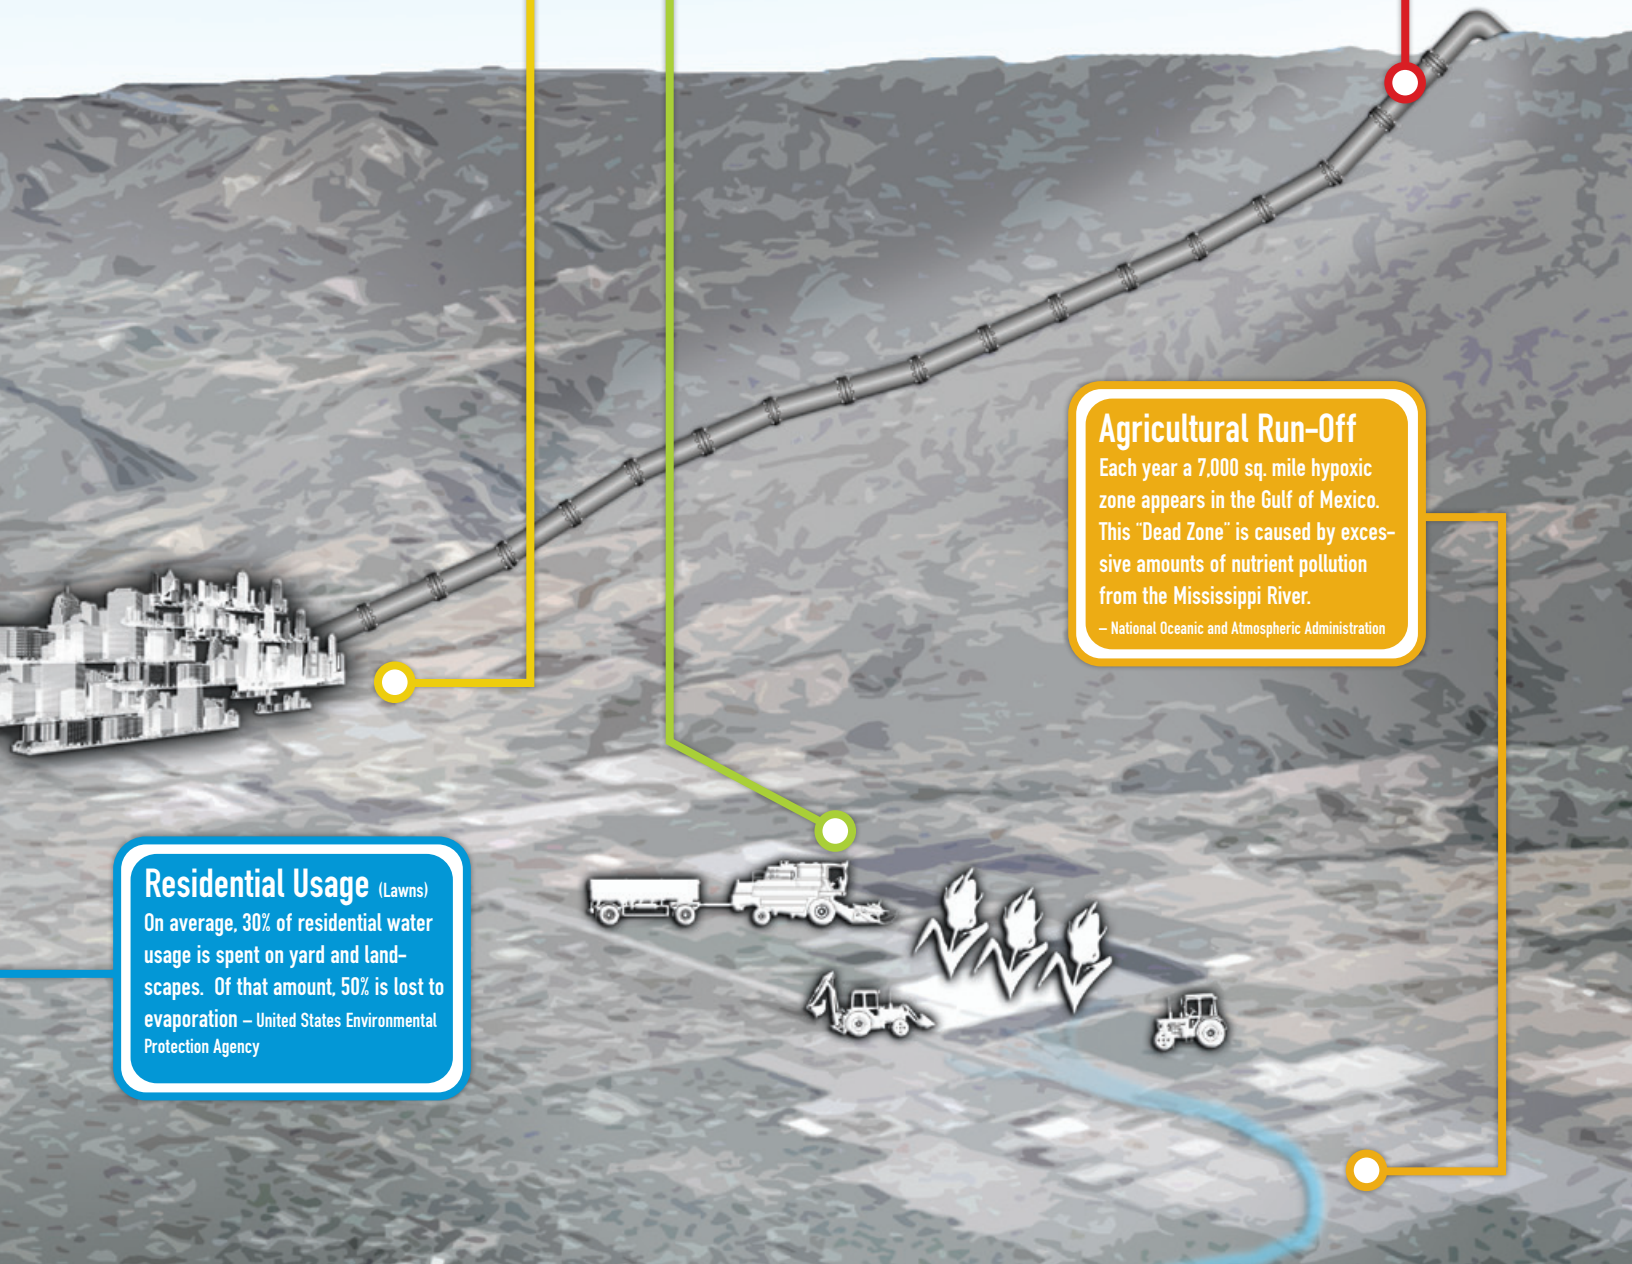 Agricultural Run-Off
Each year a 7,000 sq. mile hypoxic
zone appears in the Gulf of Mexico.
This "Dead Zone" is caused by exces-
sive amounts of nutrient pollution
from the Mississippi River.
– National Oceanic and Atmospheric Administration
Residential Usage (Lawns)
On average, 30% of residential water
usage is spent on yard and land-
scapes. Of that amount, 50% is lost to
evaporation – United States Environmental
Protection Agency